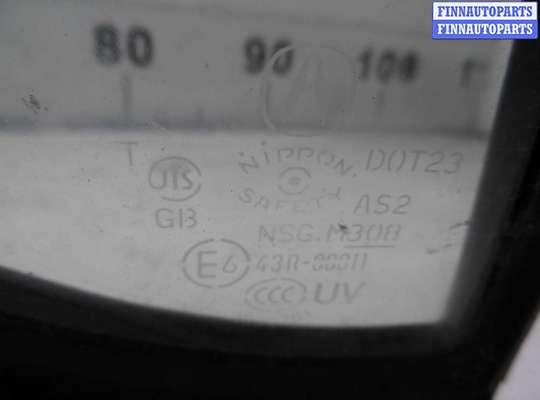 FINNAUTOPARTS
FINNAUTOPARTS
80 90 100
T JIS NIPPON. DOT23
GB SAFETY AS2
NSG. M308
E6 43R-00011
CCC UV